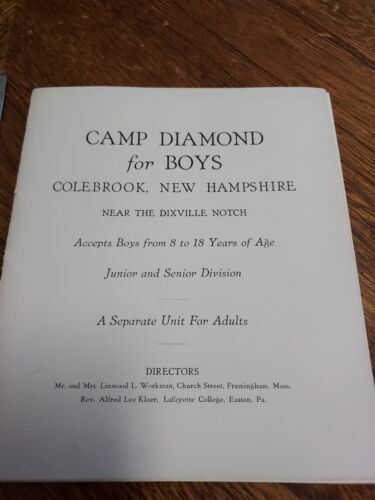 CAMP DIAMOND
for BOYS
COLEBROOK, NEW HAMPSHIRE
NEAR THE DIXVILLE NOTCH
Accepts Boys from 8 to 18 Years of Age
Junior and Senior Division
A Separate Unit For Adults
DIRECTORS
Mr. and Mrs Linwood L. Workman, Church Street, Framingham, Mass.
Rev. Alfred Lee Klaer, Lafayette College, Easton, Pa.